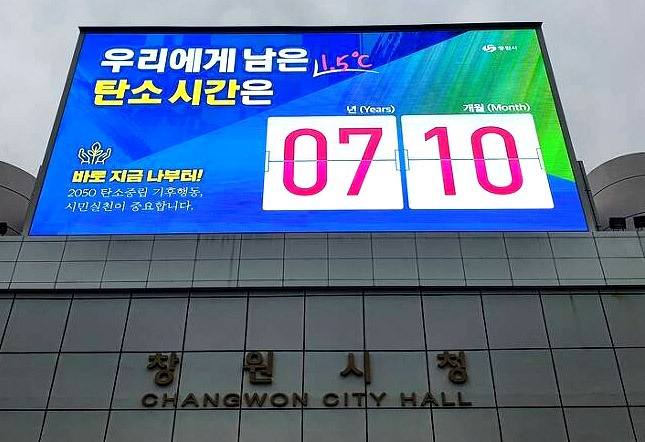 우리에게 남은 1.5℃
탄소 시간은
창원시
년 (Years)
개월 (Month)
07
10
바로 지금 나부터!
2050 탄소중립 기후행동,
시민실천이 중요합니다.
창원시청
CHANGWON CITY HALL